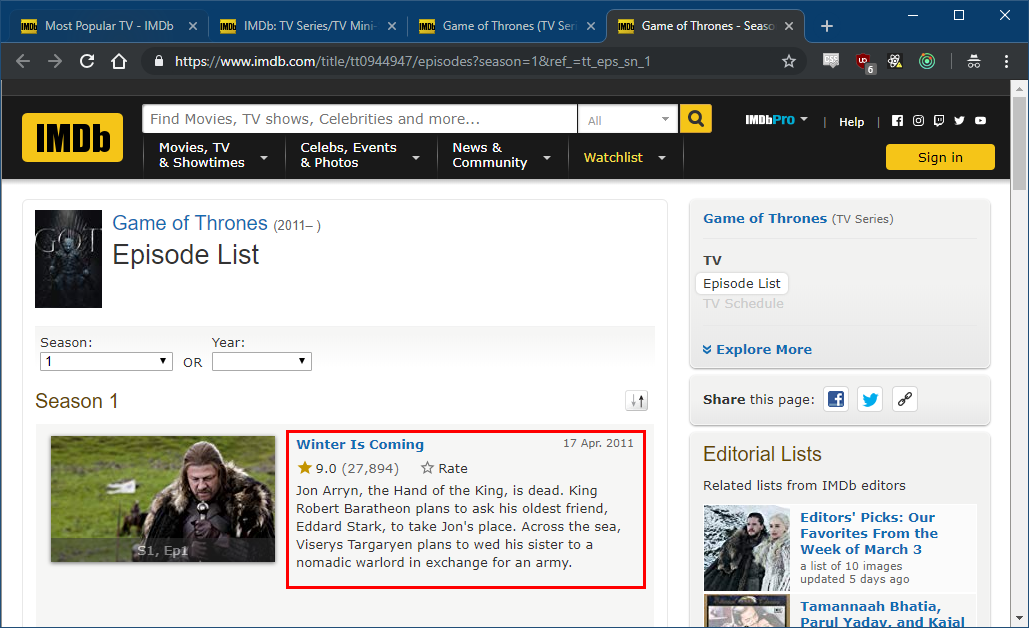 Most Popular TV - IMDb
IMDb: TV Series/TV Mini-
Game of Thrones (TV Seri
Game of Thrones - Seaso
https://www.imdb.com/title/tt0944947/episodes?season=1&ref_=tt_eps_sn_1
6
IMDb
Find Movies, TV shows, Celebrities and more...
All
IMDbPro
|
Help
|
Movies, TV
& Showtimes
Celebs, Events
& Photos
News &
Community
Watchlist
Sign in
GOT
Game of Thrones (2011– )
Episode List
Season:
Year:
1
OR
Season 1
S1, Ep1
Winter Is Coming
17 Apr. 2011
9.0 (27,894)
Rate
Jon Arryn, the Hand of the King, is dead. King
Robert Baratheon plans to ask his oldest friend,
Eddard Stark, to take Jon's place. Across the sea,
Viserys Targaryen plans to wed his sister to a
nomadic warlord in exchange for an army.
Game of Thrones (TV Series)
TV
Episode List
TV Schedule
Explore More
Share this page:
Editorial Lists
Related lists from IMDb editors
Editors' Picks: Our
Favorites From the
Week of March 3
a list of 10 images
updated 5 days ago
Tamannaah Bhatia,
Parul Yadav, and Kajal